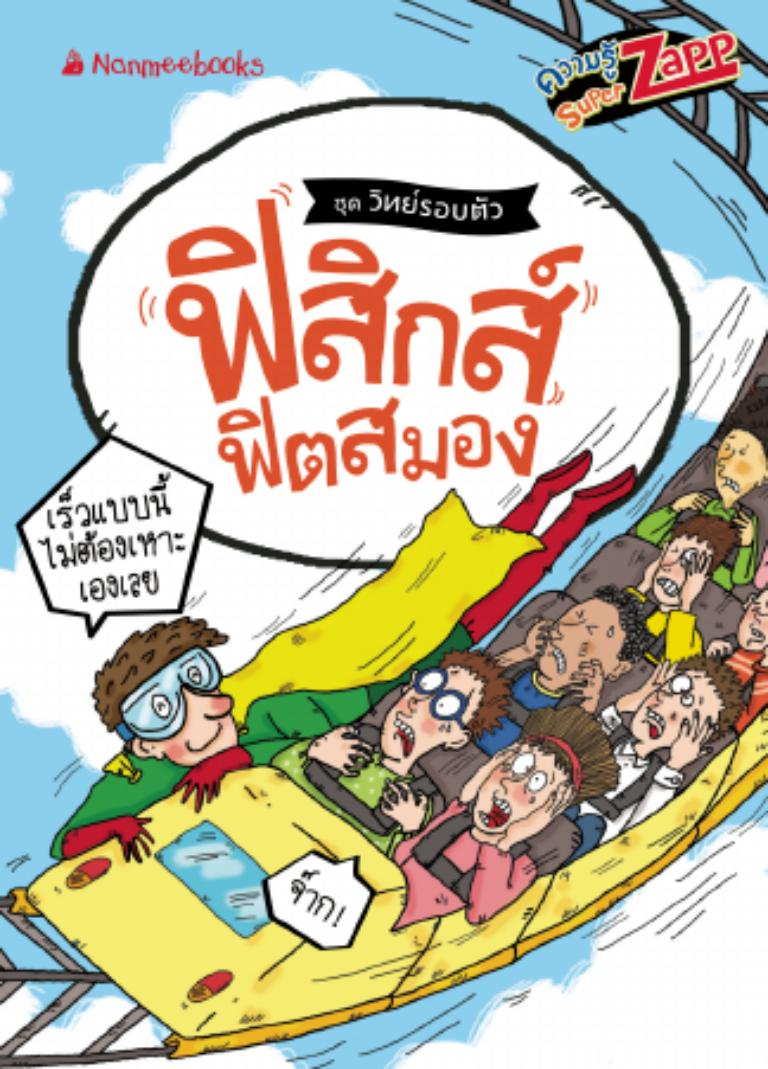 Nanmeebooks
ความรู้
Super Zapp
ชุด วิทย์รอบตัว
ฟิสิกส์
ฟิตสมอง
เร็วแบบนี้
ไม่ต้องเหาะ
เองเลย
จ๊าก!